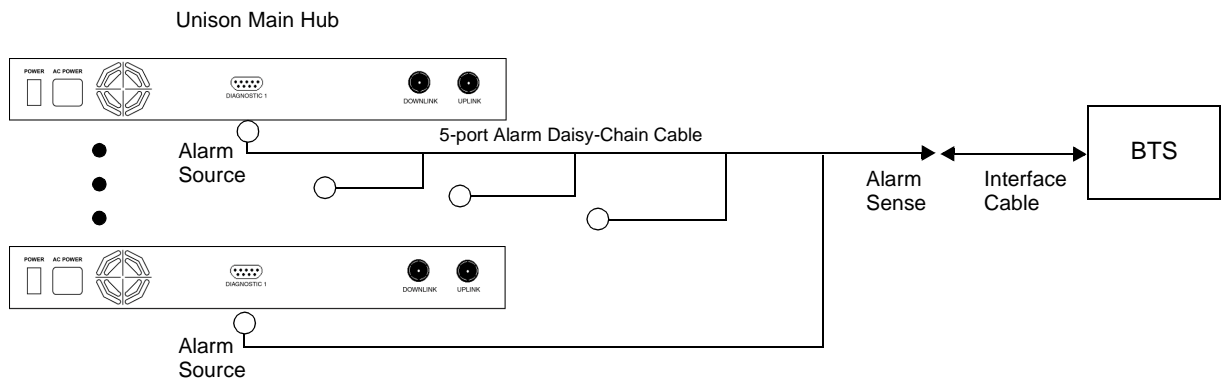 Unison Main Hub
POWER AC POWER
DIAGNOSTIC 1
DOWNLINK UPLINK
5-port Alarm Daisy-Chain Cable
Alarm
Source
Alarm
Sense
Interface
Cable
BTS
POWER AC POWER
DIAGNOSTIC 1
DOWNLINK UPLINK
Alarm
Source